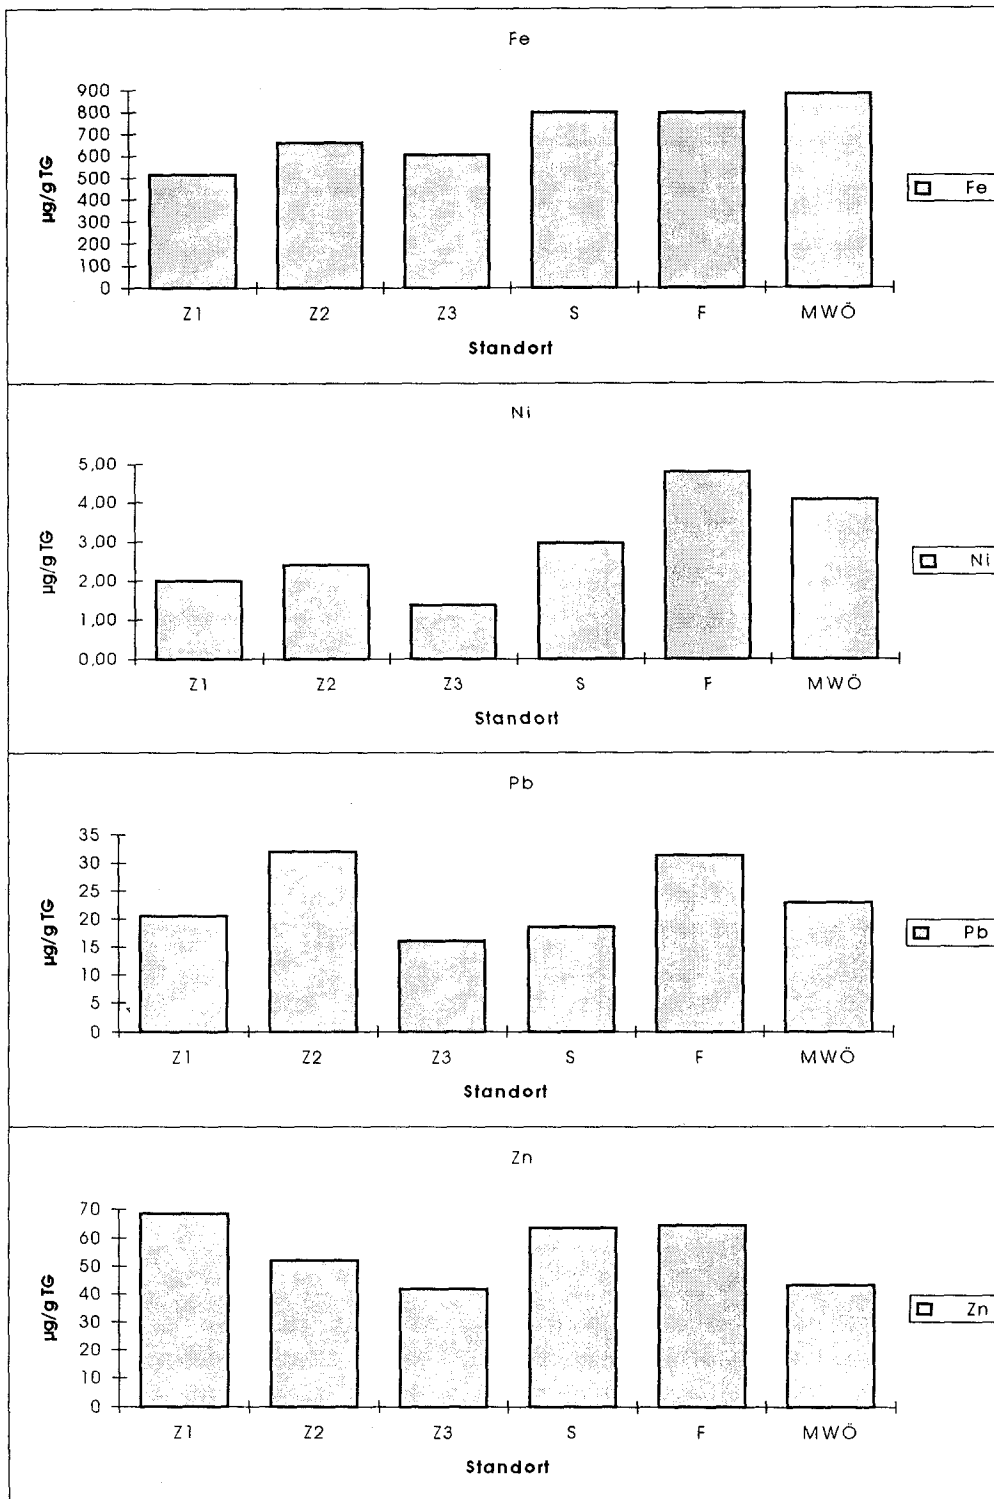 Fe
900
800
700
600
500
400
300
200
100
0
µg/g TG
Z1 Z2 Z3 S F MWÖ
Standort
Fe
Ni
5,00
4,00
3,00
2,00
1,00
0,00
µg/g TG
Z1 Z2 Z3 S F MWÖ
Standort
Ni
Pb
35
30
25
20
15
10
5
0
µg/g TG
Z1 Z2 Z3 S F MWÖ
Standort
Pb
Zn
70
60
50
40
30
20
10
0
µg/g TG
Z1 Z2 Z3 S F MWÖ
Standort
Zn